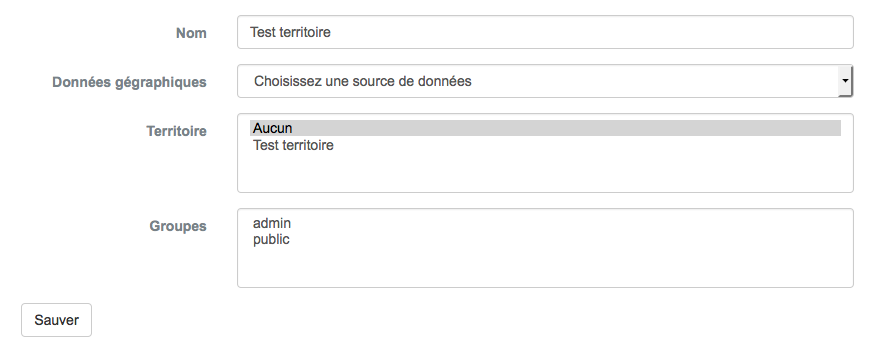 Nom Test territoire
Données gégraphiques Choisissez une source de données
Territoire Aucun
Test territoire
Groupes admin
public
Sauver